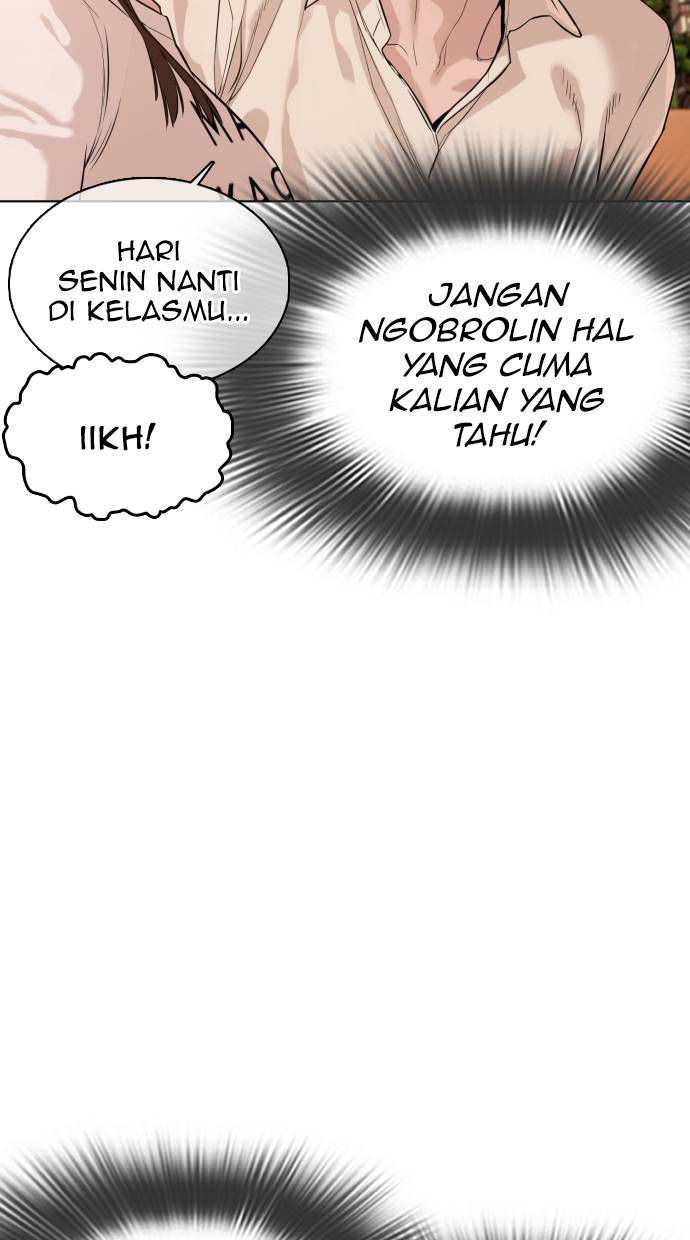 HARI
SENIN NANTI
DI KELASMU...
JANGAN
NGOBROLIN HAL
YANG CUMA
KALIAN YANG
TAHU!
IIKH!